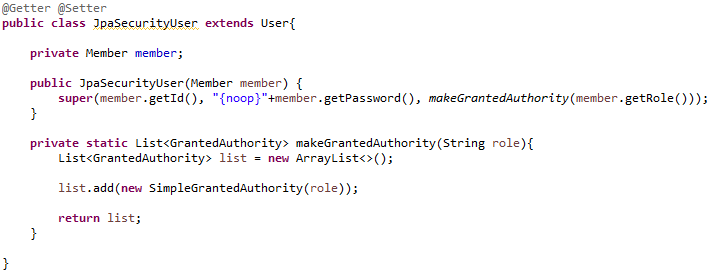 @Getter @Setter
public class JpaSecurityUser extends User{
private Member member;
public JpaSecurityUser(Member member) {
super(member.getId(), "{noop}"+member.getPassword(), makeGrantedAuthority(member.getRole()));
}
private static List<GrantedAuthority> makeGrantedAuthority(String role){
List<GrantedAuthority> list = new ArrayList<>();
list.add(new SimpleGrantedAuthority(role));
return list;
}
}